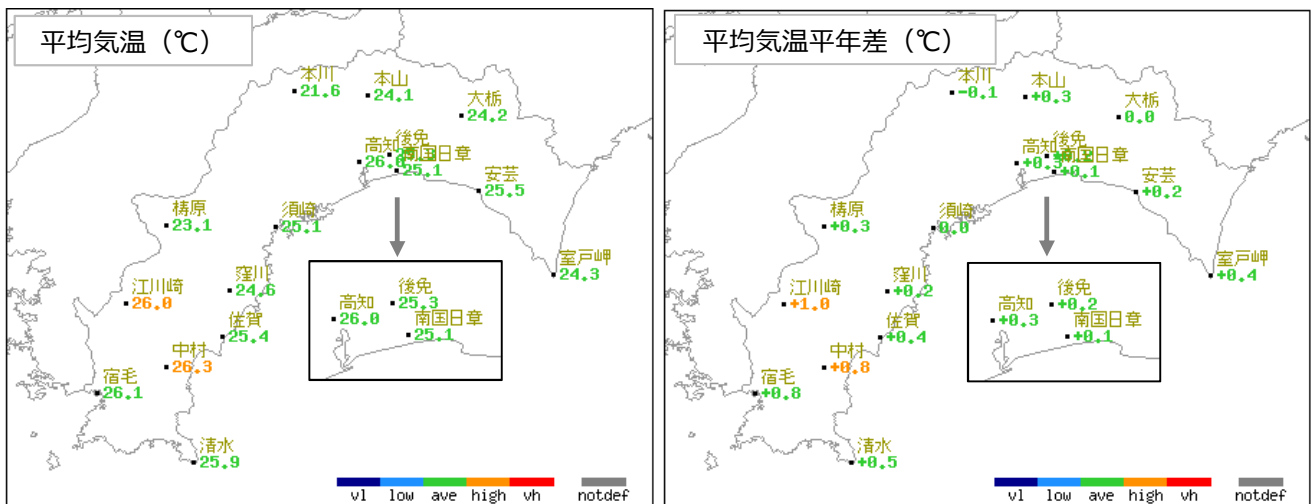 平均気温（℃）
本川
21.6
本山
24.1
大栃
24.2
後免
高知
26.0
南国日章
25.1
安芸
25.5
梼原
23.1
須崎
25.1
室戸岬
24.3
江川崎
26.0
窪川
24.6
佐賀
25.4
中村
26.3
宿毛
26.1
清水
25.9
後免
25.3
高知
26.0
南国日章
25.1
vl low ave high vh notdef
平均気温平年差（℃）
本川
-0.1
本山
+0.3
大栃
0.0
後免
高知
+0.3
南国日章
+0.1
安芸
+0.2
梼原
+0.3
須崎
0.0
室戸岬
+0.4
江川崎
+1.0
窪川
+0.2
佐賀
+0.4
中村
+0.8
宿毛
+0.8
清水
+0.5
後免
+0.2
高知
+0.3
南国日章
+0.1
vl low ave high vh notdef